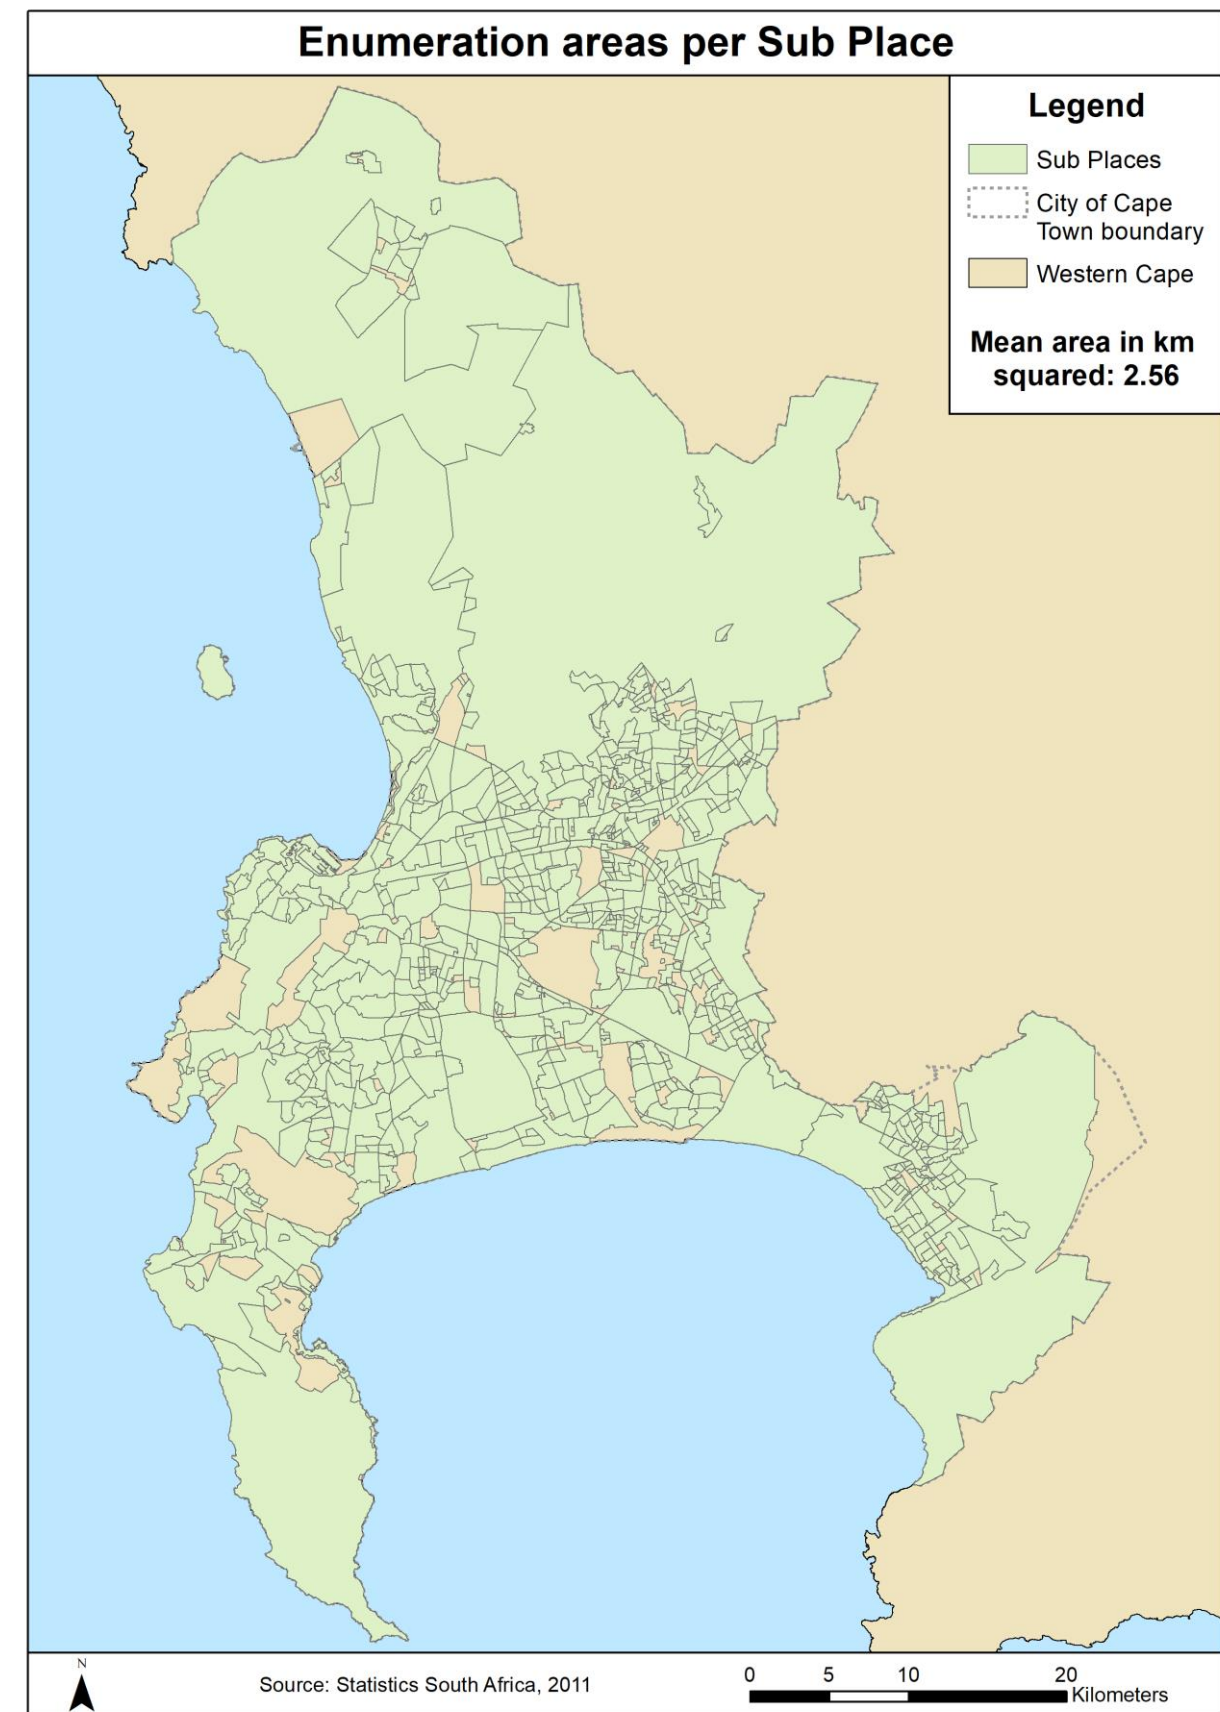 Enumeration areas per Sub Place
Legend
Sub Places
City of Cape
Town boundary
Western Cape
Mean area in km
squared: 2.56
N
Source: Statistics South Africa, 2011
0 5 10 20
Kilometers